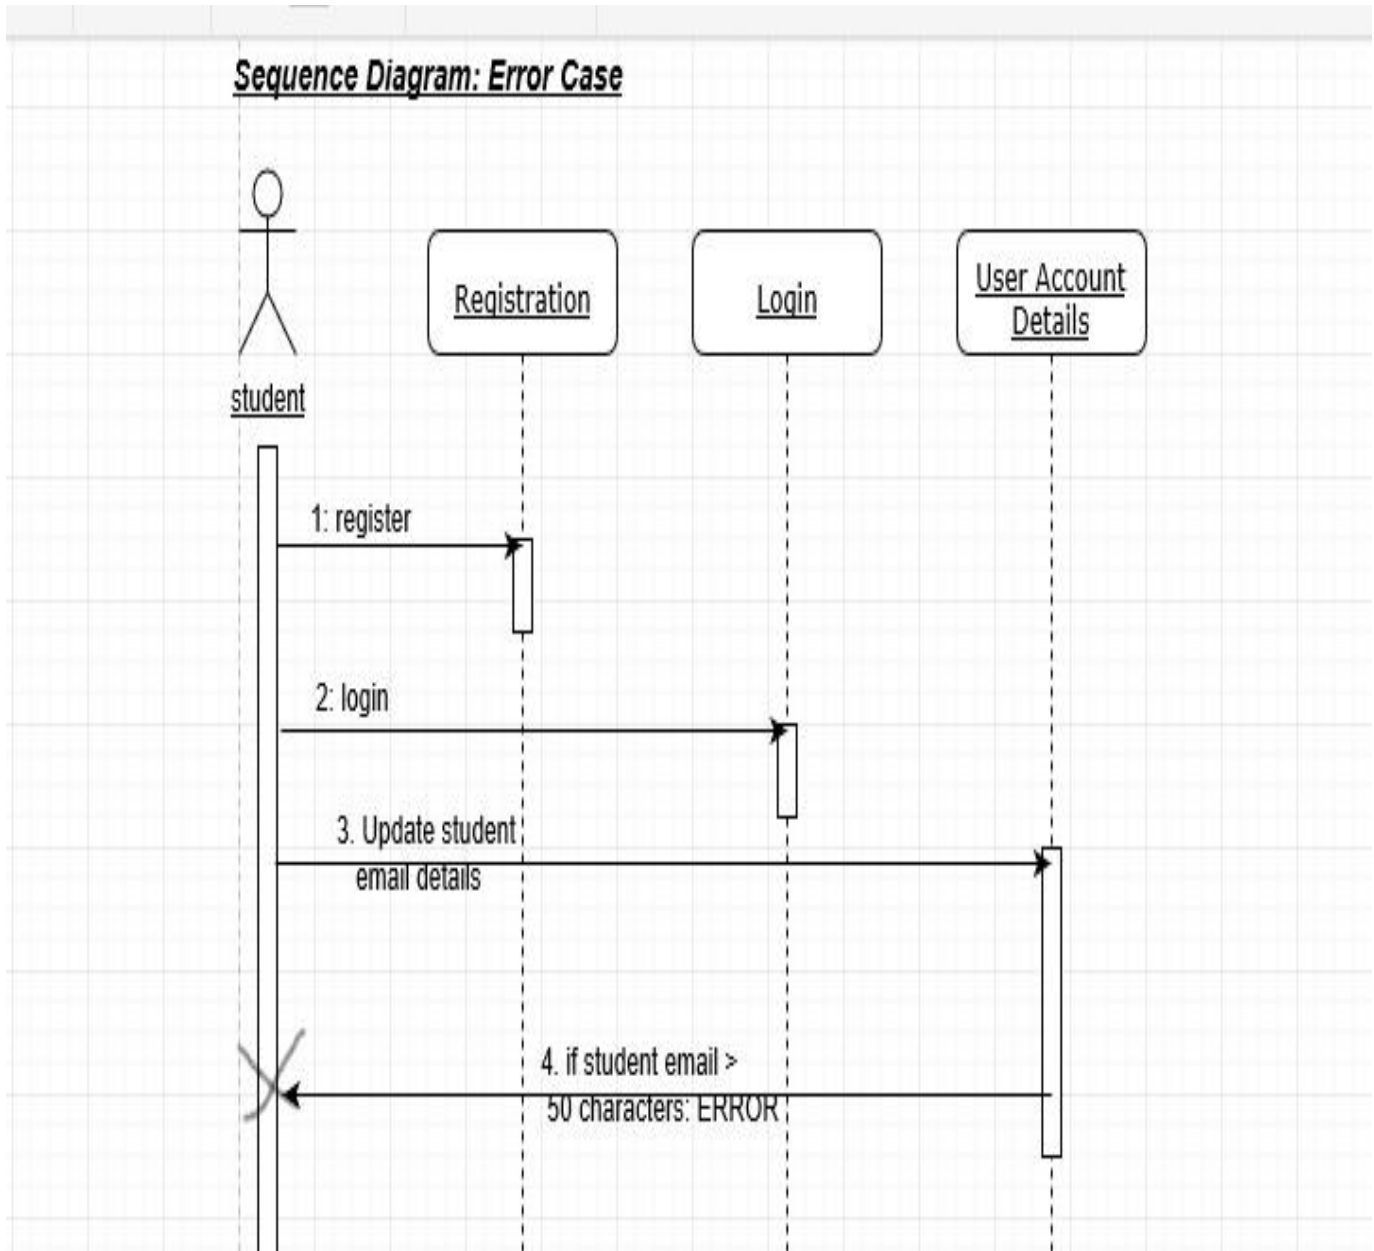 Sequence Diagram: Error Case
Registration
Login
User Account
Details
student
1: register
2: login
3. Update student
email details
4. if student email >
50 characters: ERROR